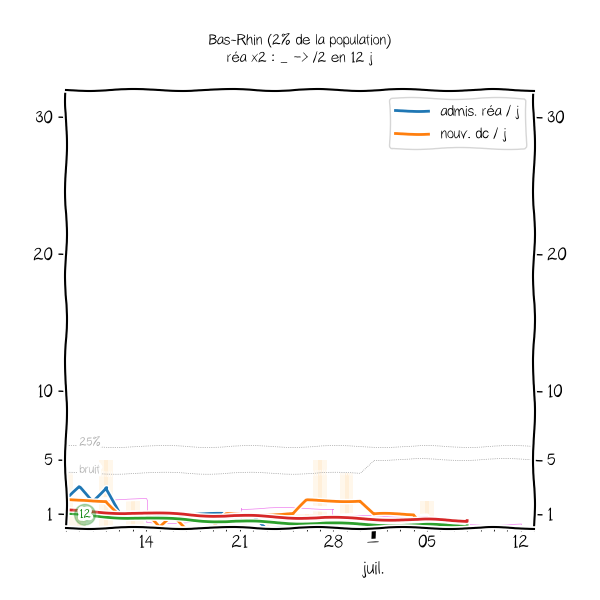 Bas-Rhin (2% de la population)
réa x2 : _ -> /2 en 12 j
admis. réa / j
nouv. dc / j
30
30
20
20
10
10
25%
5
5
bruit
12
1
1
14
21
28
05
12
juil.